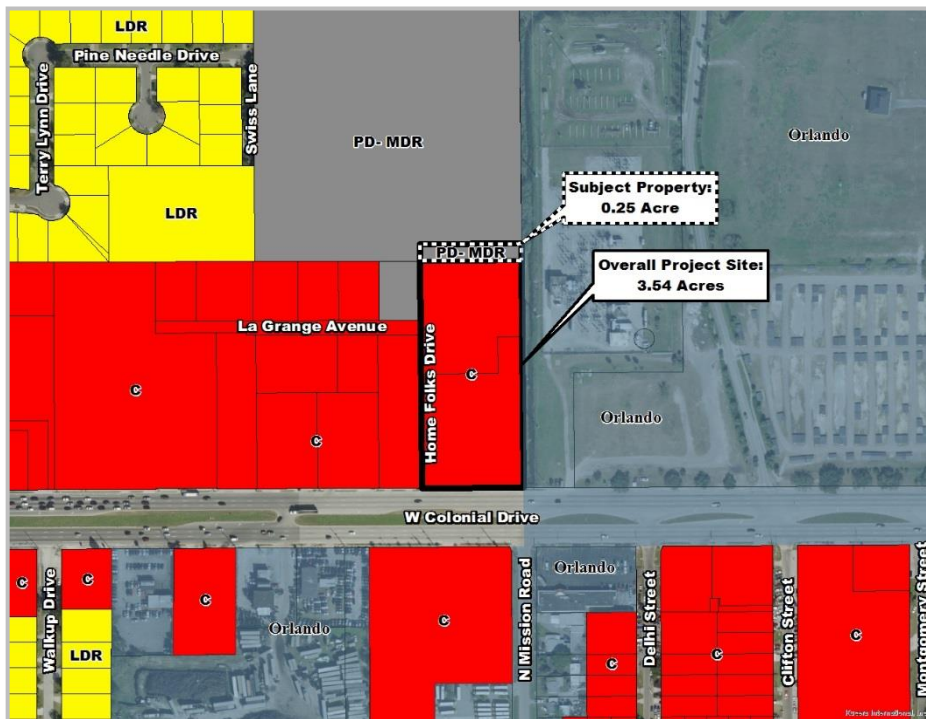 LDR
Pine Needle Drive
Terry Lynn Drive
Swiss Lane
PD- MDR
Orlando
LDR
Subject Property:
0.25 Acre
PD- MDR
Overall Project Site:
3.54 Acres
La Grange Avenue
Home Folks Drive
C
C
C
Orlando
W Colonial Drive
C
C
Walkup Drive
LDR
C
Orlando
C
N Mission Road
Orlando
C
Delhi Street
C
Clifton Street
C
Montgomery Street